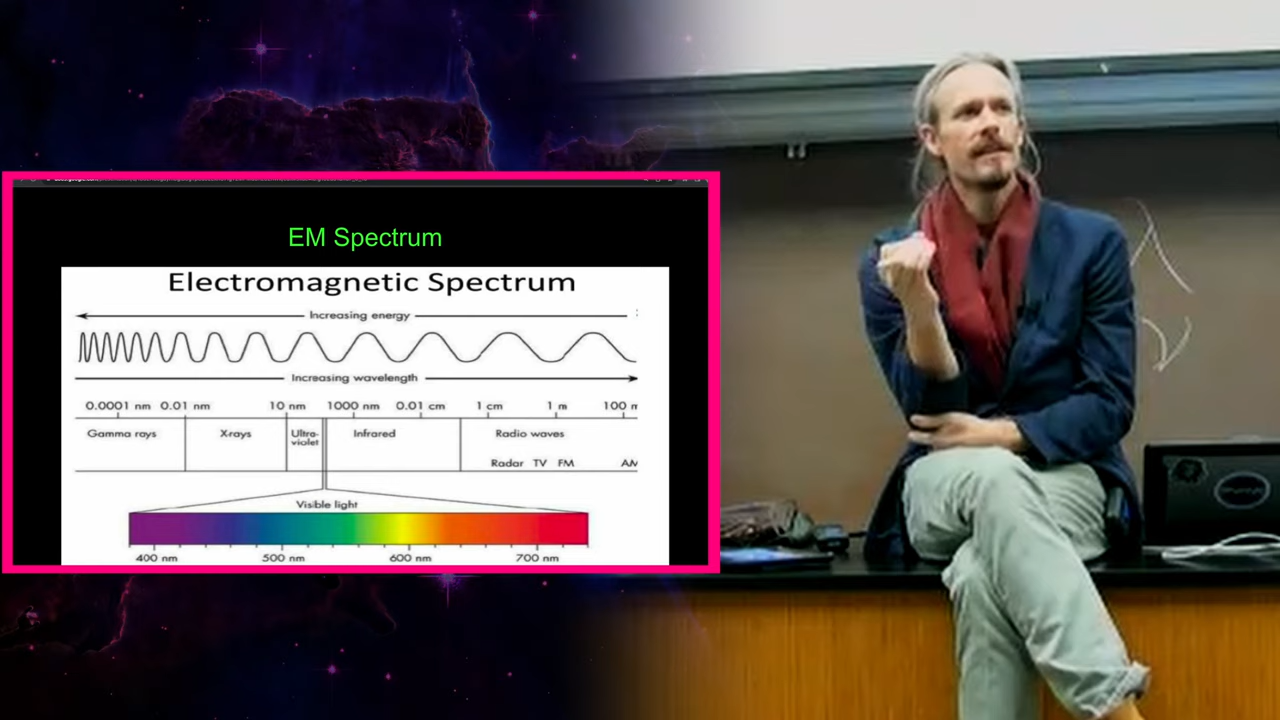 EM Spectrum
Electromagnetic Spectrum
Increasing energy
Increasing wavelength
0.0001 nm 0.01 nm 10 nm 1000 nm 0.01 cm 1 cm 1 m 100 m
Gamma rays X-rays Ultra-violet Infrared Radio waves
Radar TV FM AM
Visible light
400 nm 500 nm 600 nm 700 nm